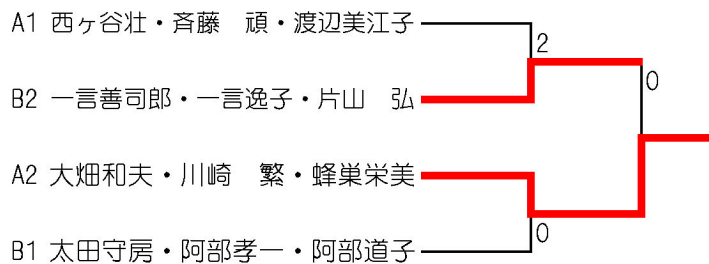 A1 西ヶ谷壮・斉藤　頑・渡辺美江子
2
B2 一言善司郎・一言逸子・片山　弘
0
A2 大畑和夫・川崎　繁・蜂巣栄美
0
B1 太田守房・阿部孝一・阿部道子